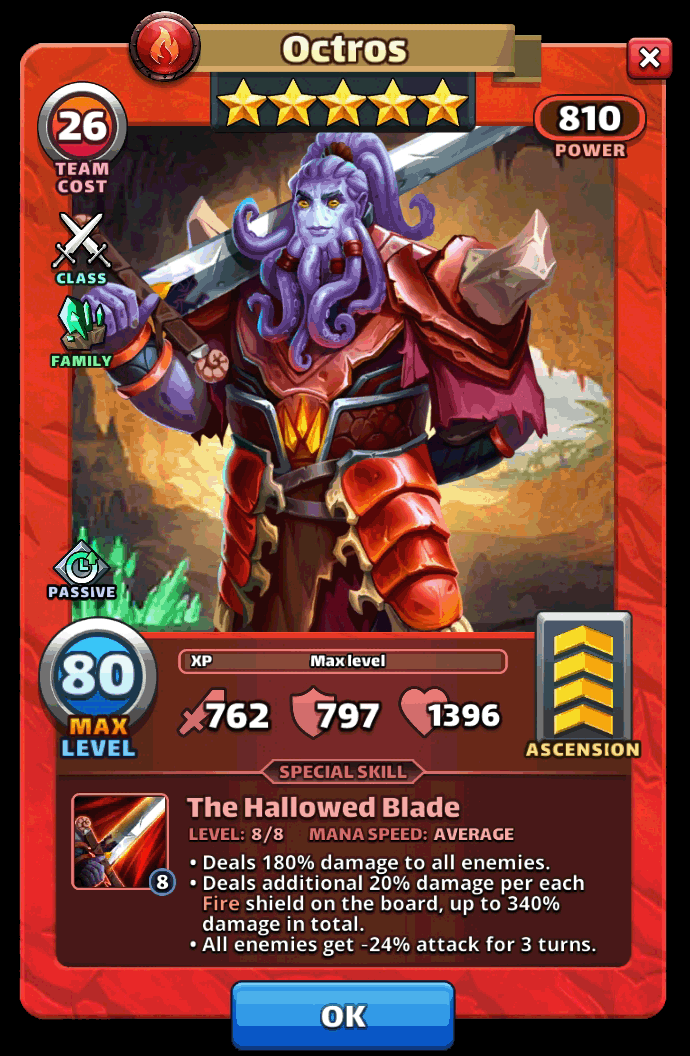 Octros
26
TEAM
COST
810
POWER
CLASS
FAMILY
PASSIVE
80
MAX
LEVEL
XP Max level
762 797 1396
ASCENSION
SPECIAL SKILL
The Hallowed Blade
LEVEL: 8/8 MANA SPEED: AVERAGE
8
• Deals 180% damage to all enemies.
• Deals additional 20% damage per each
Fire shield on the board, up to 340%
damage in total.
• All enemies get -24% attack for 3 turns.
OK